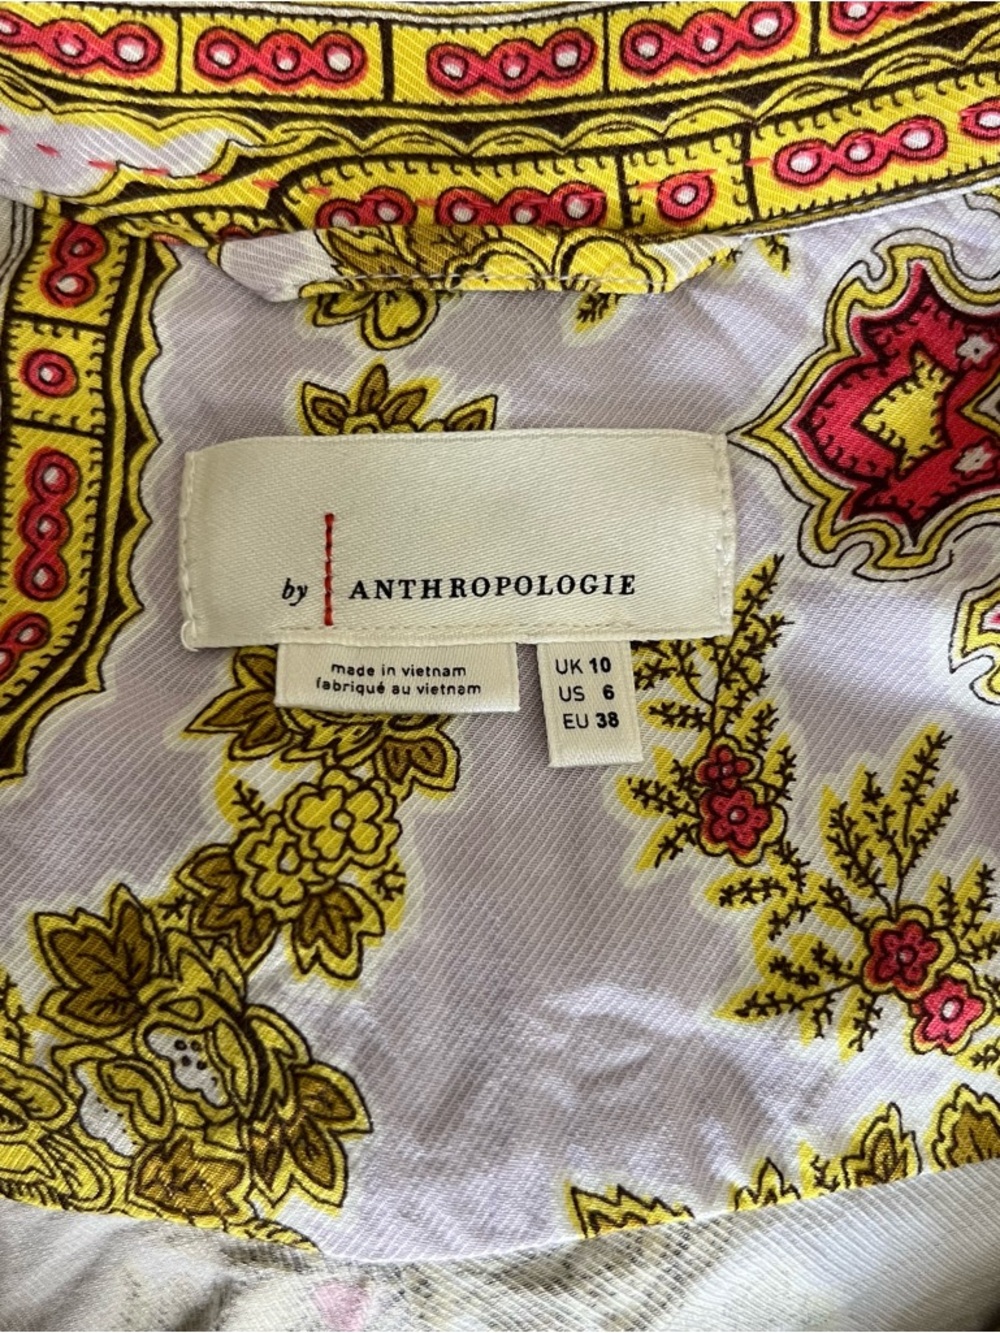 by ANTHROPOLOGIE
made in vietnam
fabriqué au vietnam
UK 10
US 6
EU 38